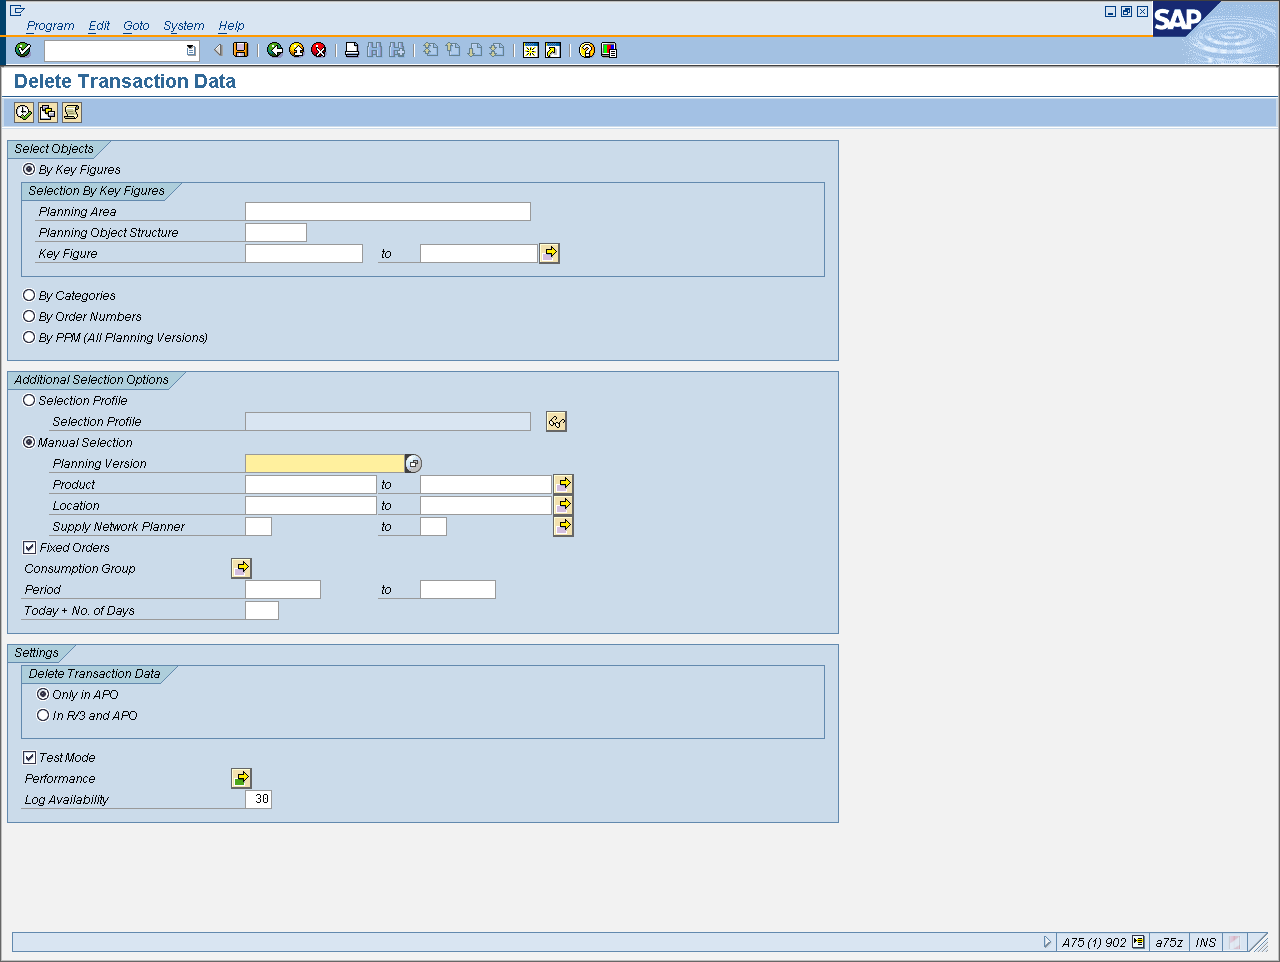 Program Edit Goto System Help
SAP
Delete Transaction Data
Select Objects
By Key Figures
Selection By Key Figures
Planning Area
Planning Object Structure
Key Figure to
By Categories
By Order Numbers
By PPM (All Planning Versions)
Additional Selection Options
Selection Profile
Selection Profile
Manual Selection
Planning Version
Product to
Location to
Supply Network Planner to
Fixed Orders
Consumption Group
Period to
Today + No. of Days
Settings
Delete Transaction Data
Only in APO
In R/3 and APO
Test Mode
Performance
Log Availability 30
A75 (1) 902 a75z INS